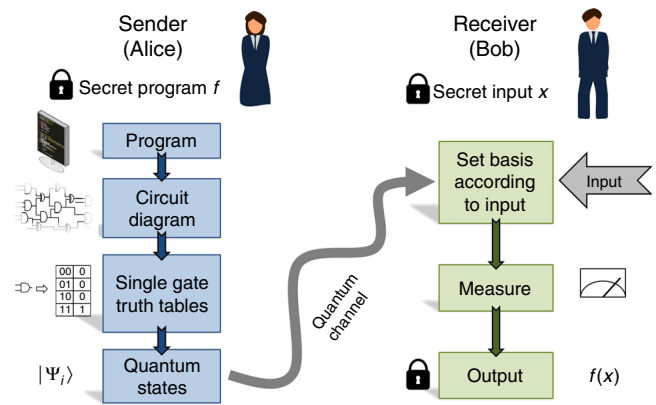 Sender
(Alice)
Secret program f
Program
Circuit
diagram
00 0
01 0
10 0
11 1
Single gate
truth tables
|Ψi⟩
Quantum
states
Quantum
channel
Receiver
(Bob)
Secret input x
Set basis
according
to input
Input
Measure
Output
f(x)